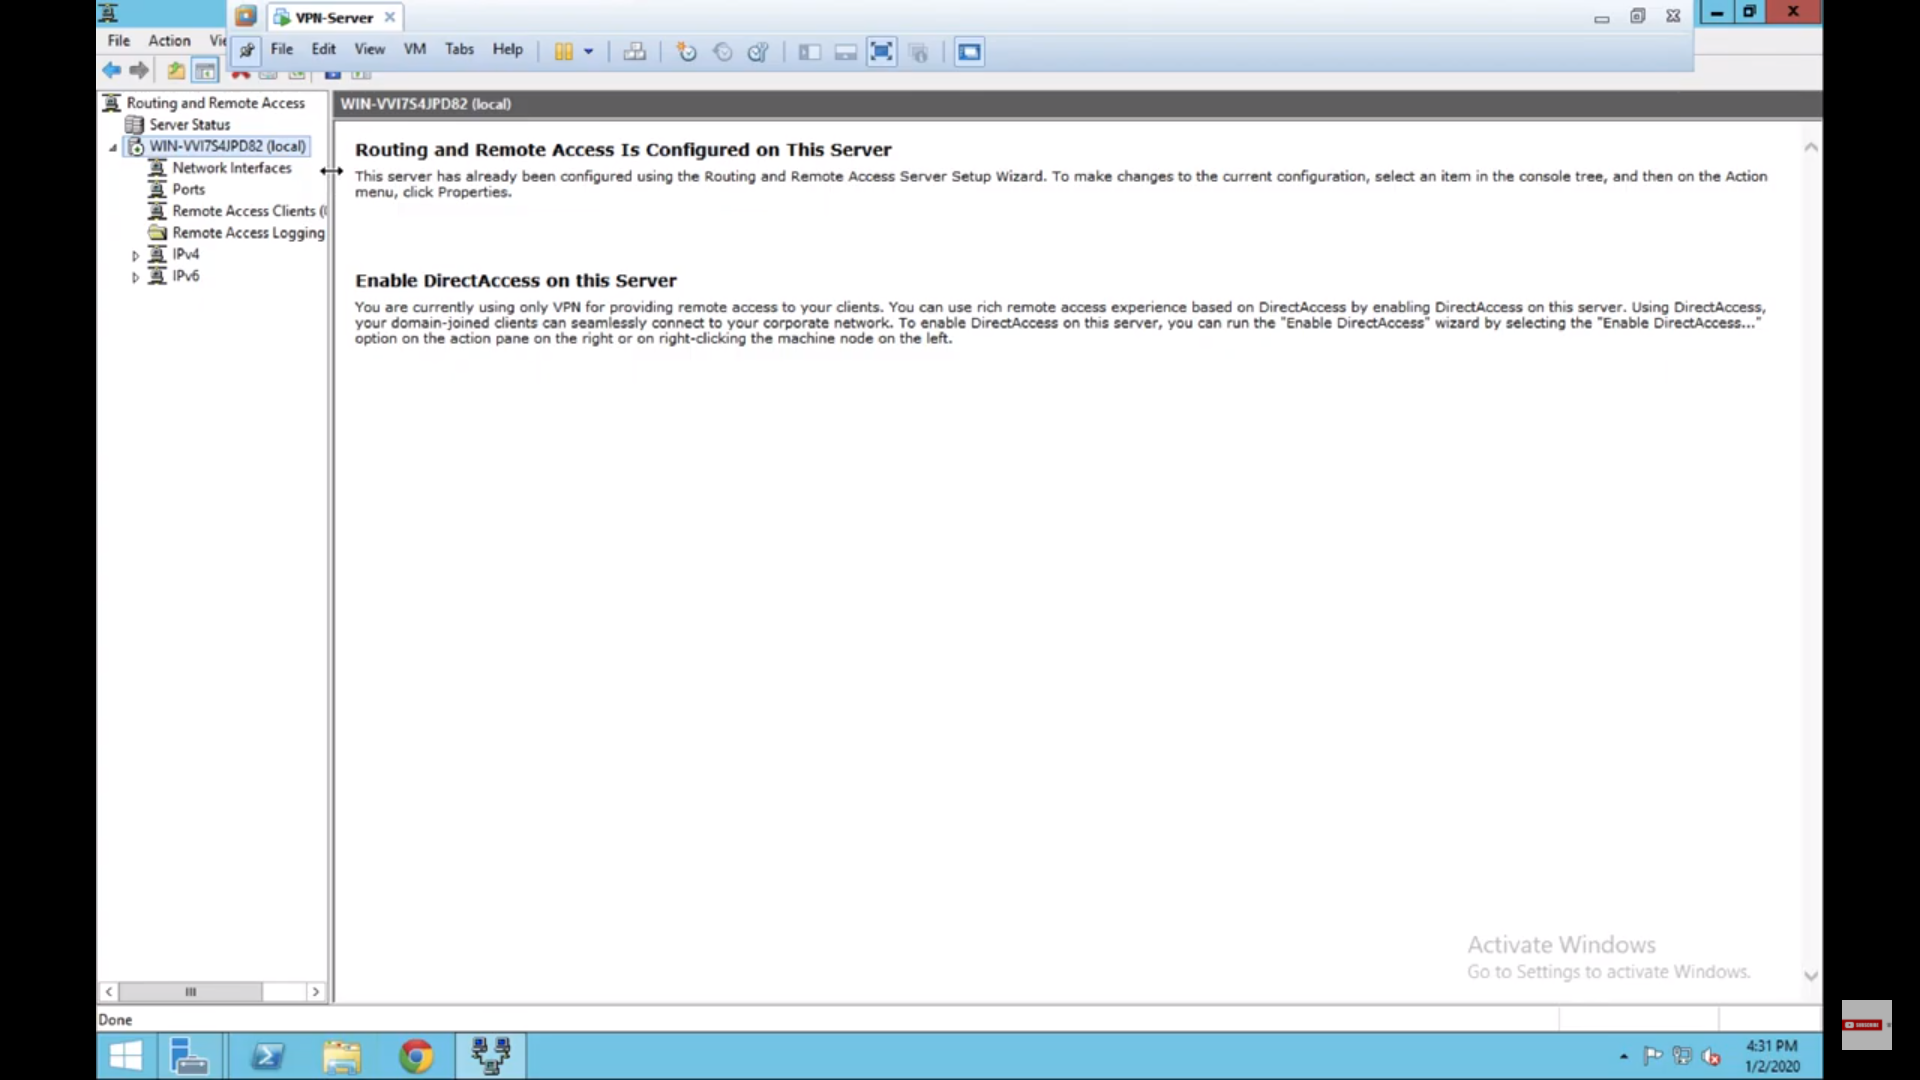 VPN-Server
File Action Vi
File Edit View VM Tabs Help
Routing and Remote Access
Server Status
WIN-VVI7S4JPD82 (local)
Network Interfaces
Ports
Remote Access Clients (
Remote Access Logging
IPv4
IPv6
WIN-VVI7S4JPD82 (local)
Routing and Remote Access Is Configured on This Server
This server has already been configured using the Routing and Remote Access Server Setup Wizard. To make changes to the current configuration, select an item in the console tree, and then on the Action
menu, click Properties.
Enable DirectAccess on this Server
You are currently using only VPN for providing remote access to your clients. You can use rich remote access experience based on DirectAccess by enabling DirectAccess on this server. Using DirectAccess,
your domain-joined clients can seamlessly connect to your corporate network. To enable DirectAccess on this server, you can run the "Enable DirectAccess" wizard by selecting the "Enable DirectAccess..."
option on the action pane on the right or on right-clicking the machine node on the left.
Activate Windows
Go to Settings to activate Windows.
Done
4:31 PM
1/2/2020
SUBSCRIBE